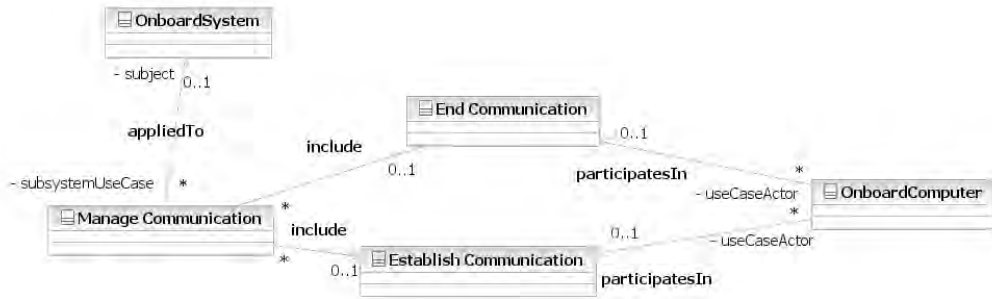 OnboardSystem
- subject
0..1
appliedTo
- subsystemUseCase
*
Manage Communication
*
include
0..1
End Communication
0..1
participatesIn
*
- useCaseActor
OnboardComputer
*
include
0..1
Establish Communication
0..1
participatesIn
*
- useCaseActor